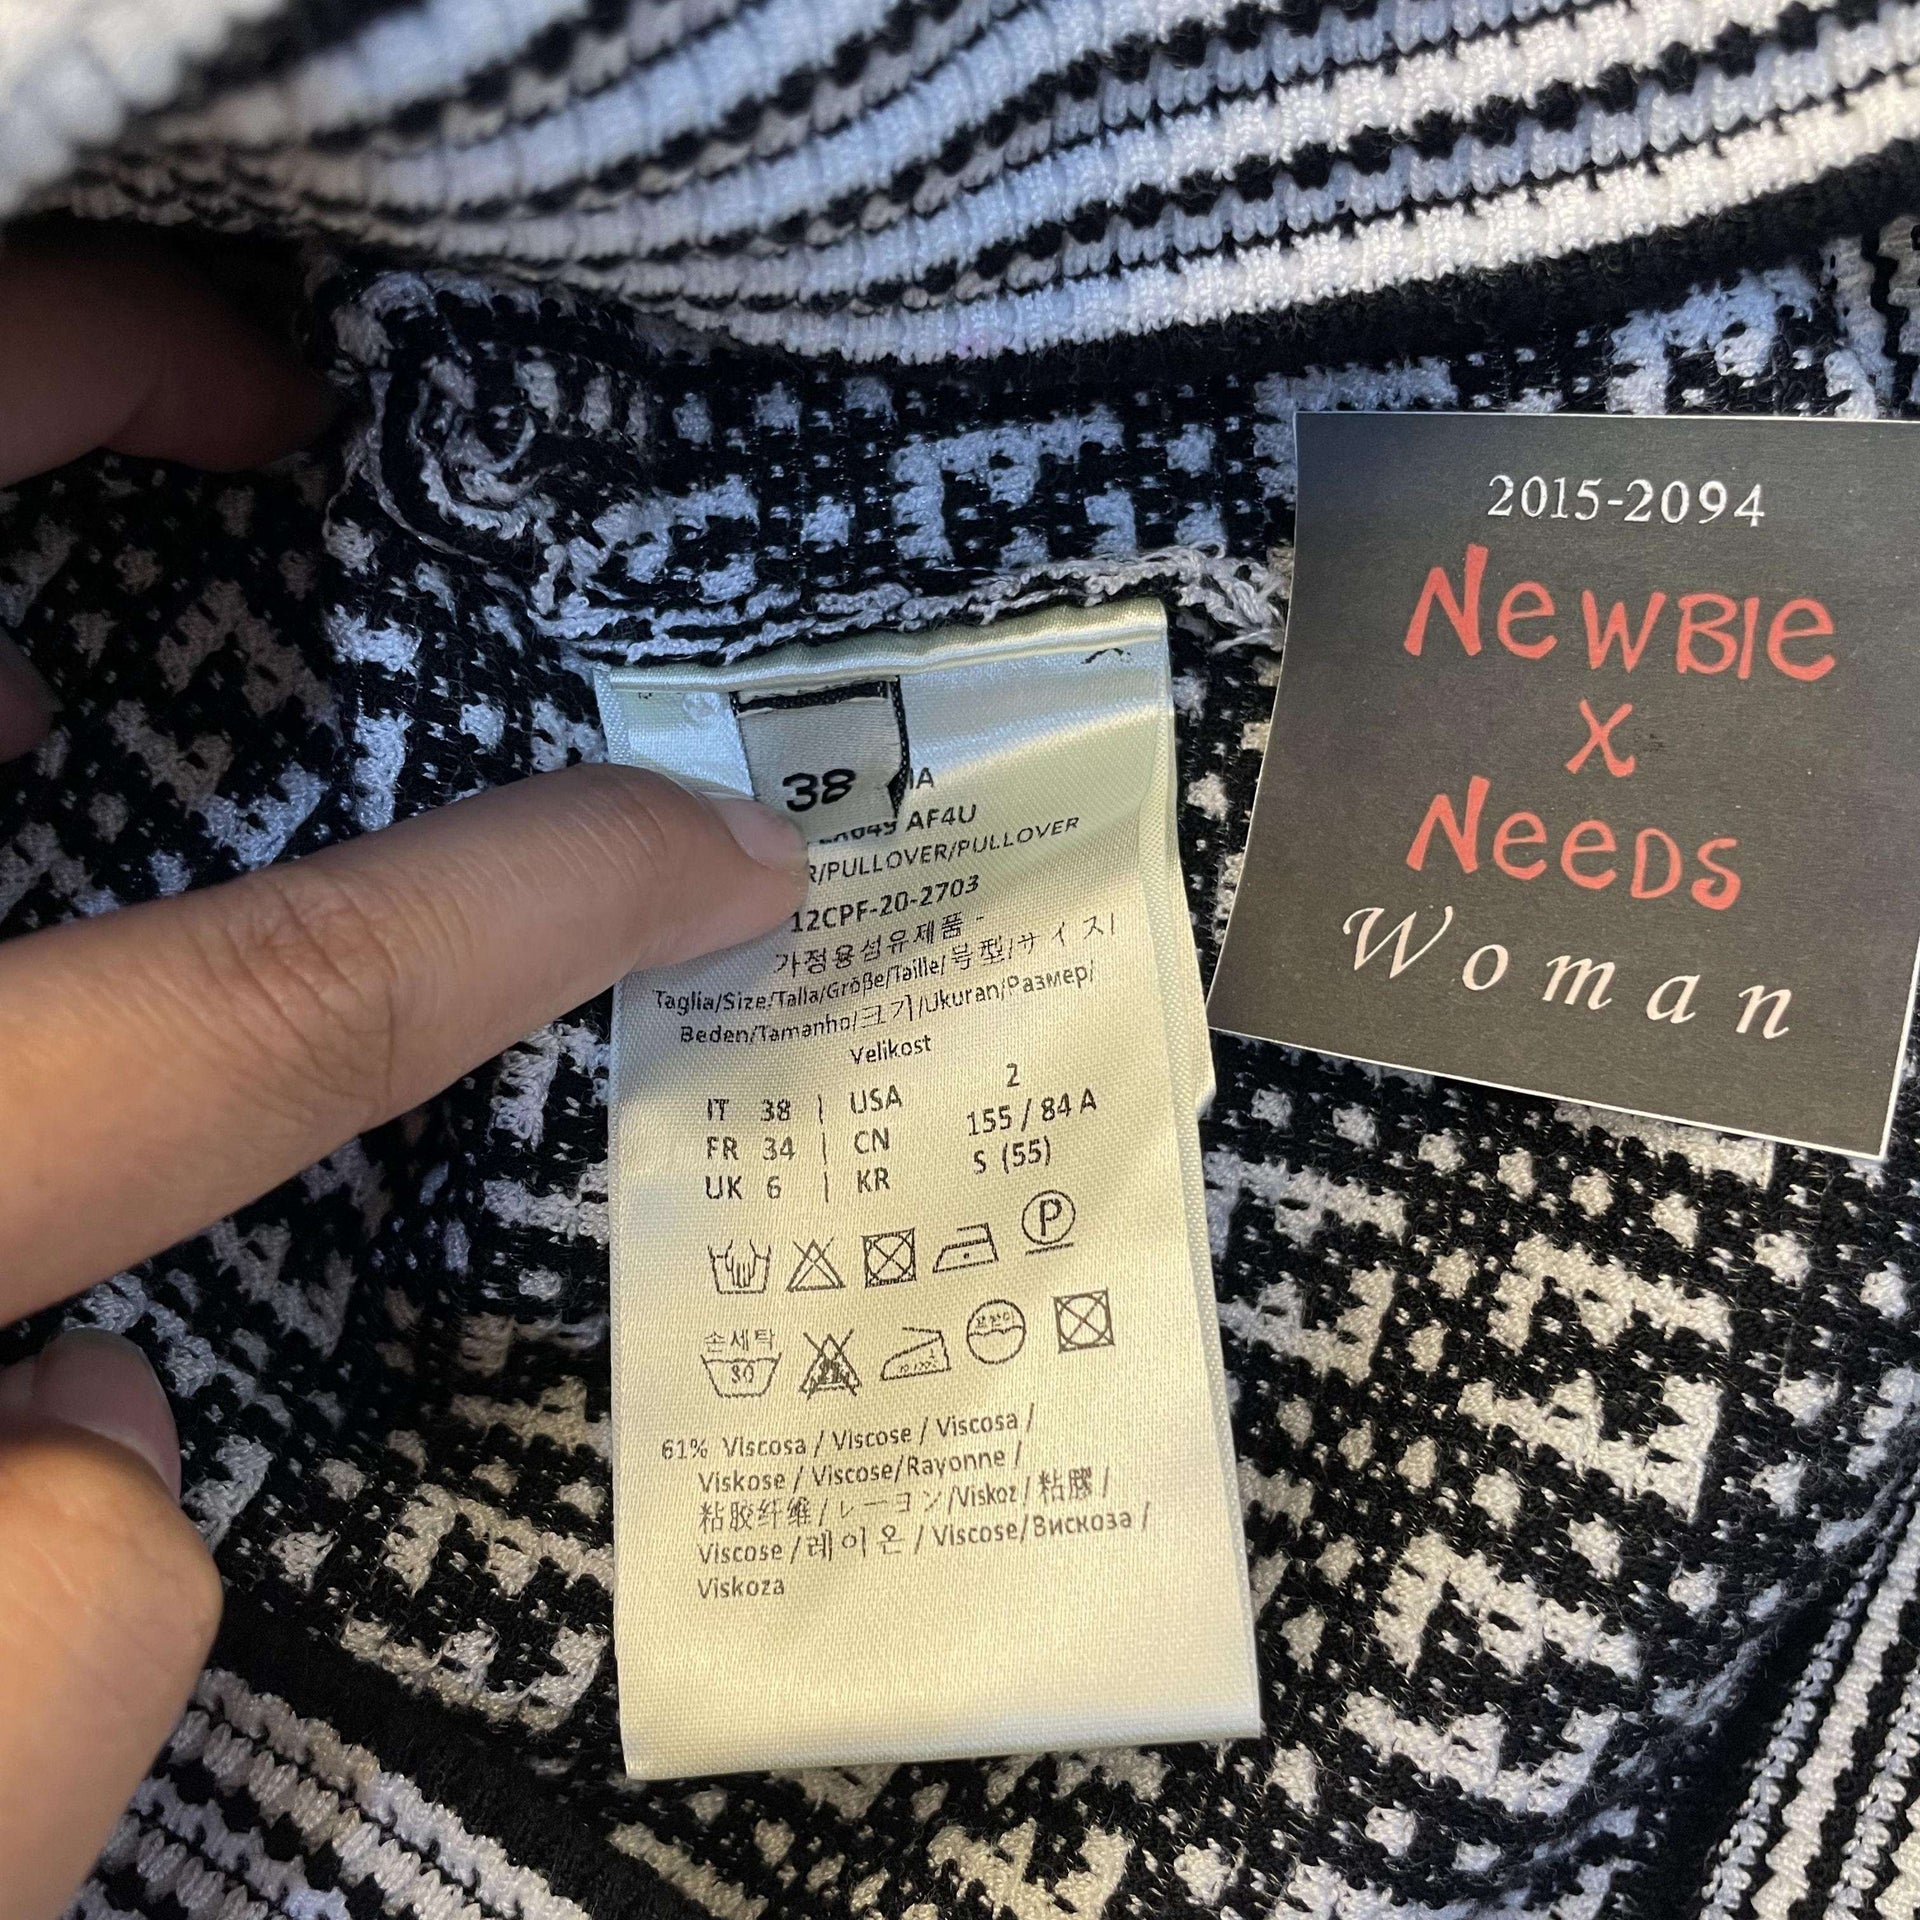 38
IA
AF4U
R/PULLOVER/PULLOVER
12CPF-20-2703
가정용섬유제품 -
Taglia/Size/Talla/Größe/Taille/号型/サイズ/
Beden/Tamanho/크기/Ukuran/Размер/
Velikost
IT 38 | USA 2
FR 34 | CN 155 / 84 A
UK 6 | KR S (55)
P
손세탁
30
61% Viscosa / Viscose / Viscosa /
Viskose / Viscose/Rayonne /
粘胶纤维 / レーヨン/Viskoz / 粘膠 /
Viscose / 레이온 / Viscose/Вискоза /
Viskoza
2015-2094
NewBIe
x
NeeDs
Woman